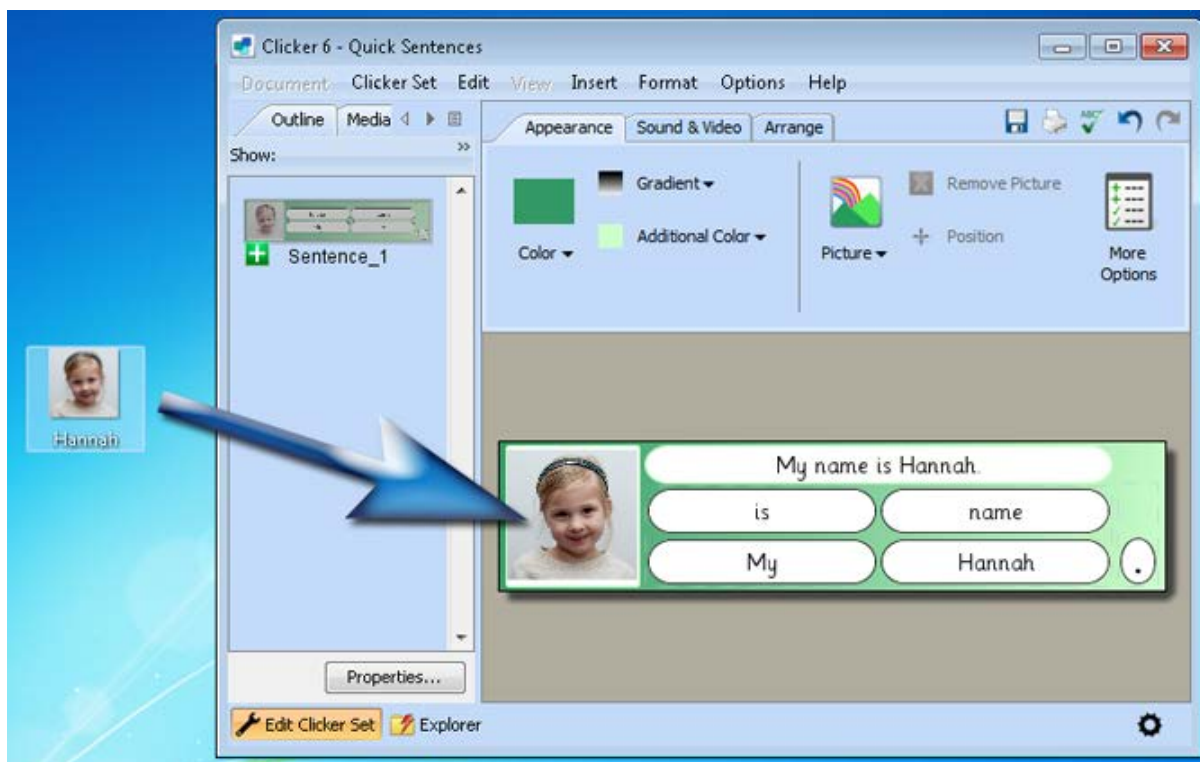 Clicker 6 - Quick Sentences
Document Clicker Set Edit View Insert Format Options Help
Outline Media
Appearance Sound & Video Arrange
Show:
Gradient
Remove Picture
Additional Color
Position
Color
Picture
More
Options
Sentence_1
Hannah
My name is Hannah.
is name
My Hannah .
Properties...
Edit Clicker Set Explorer